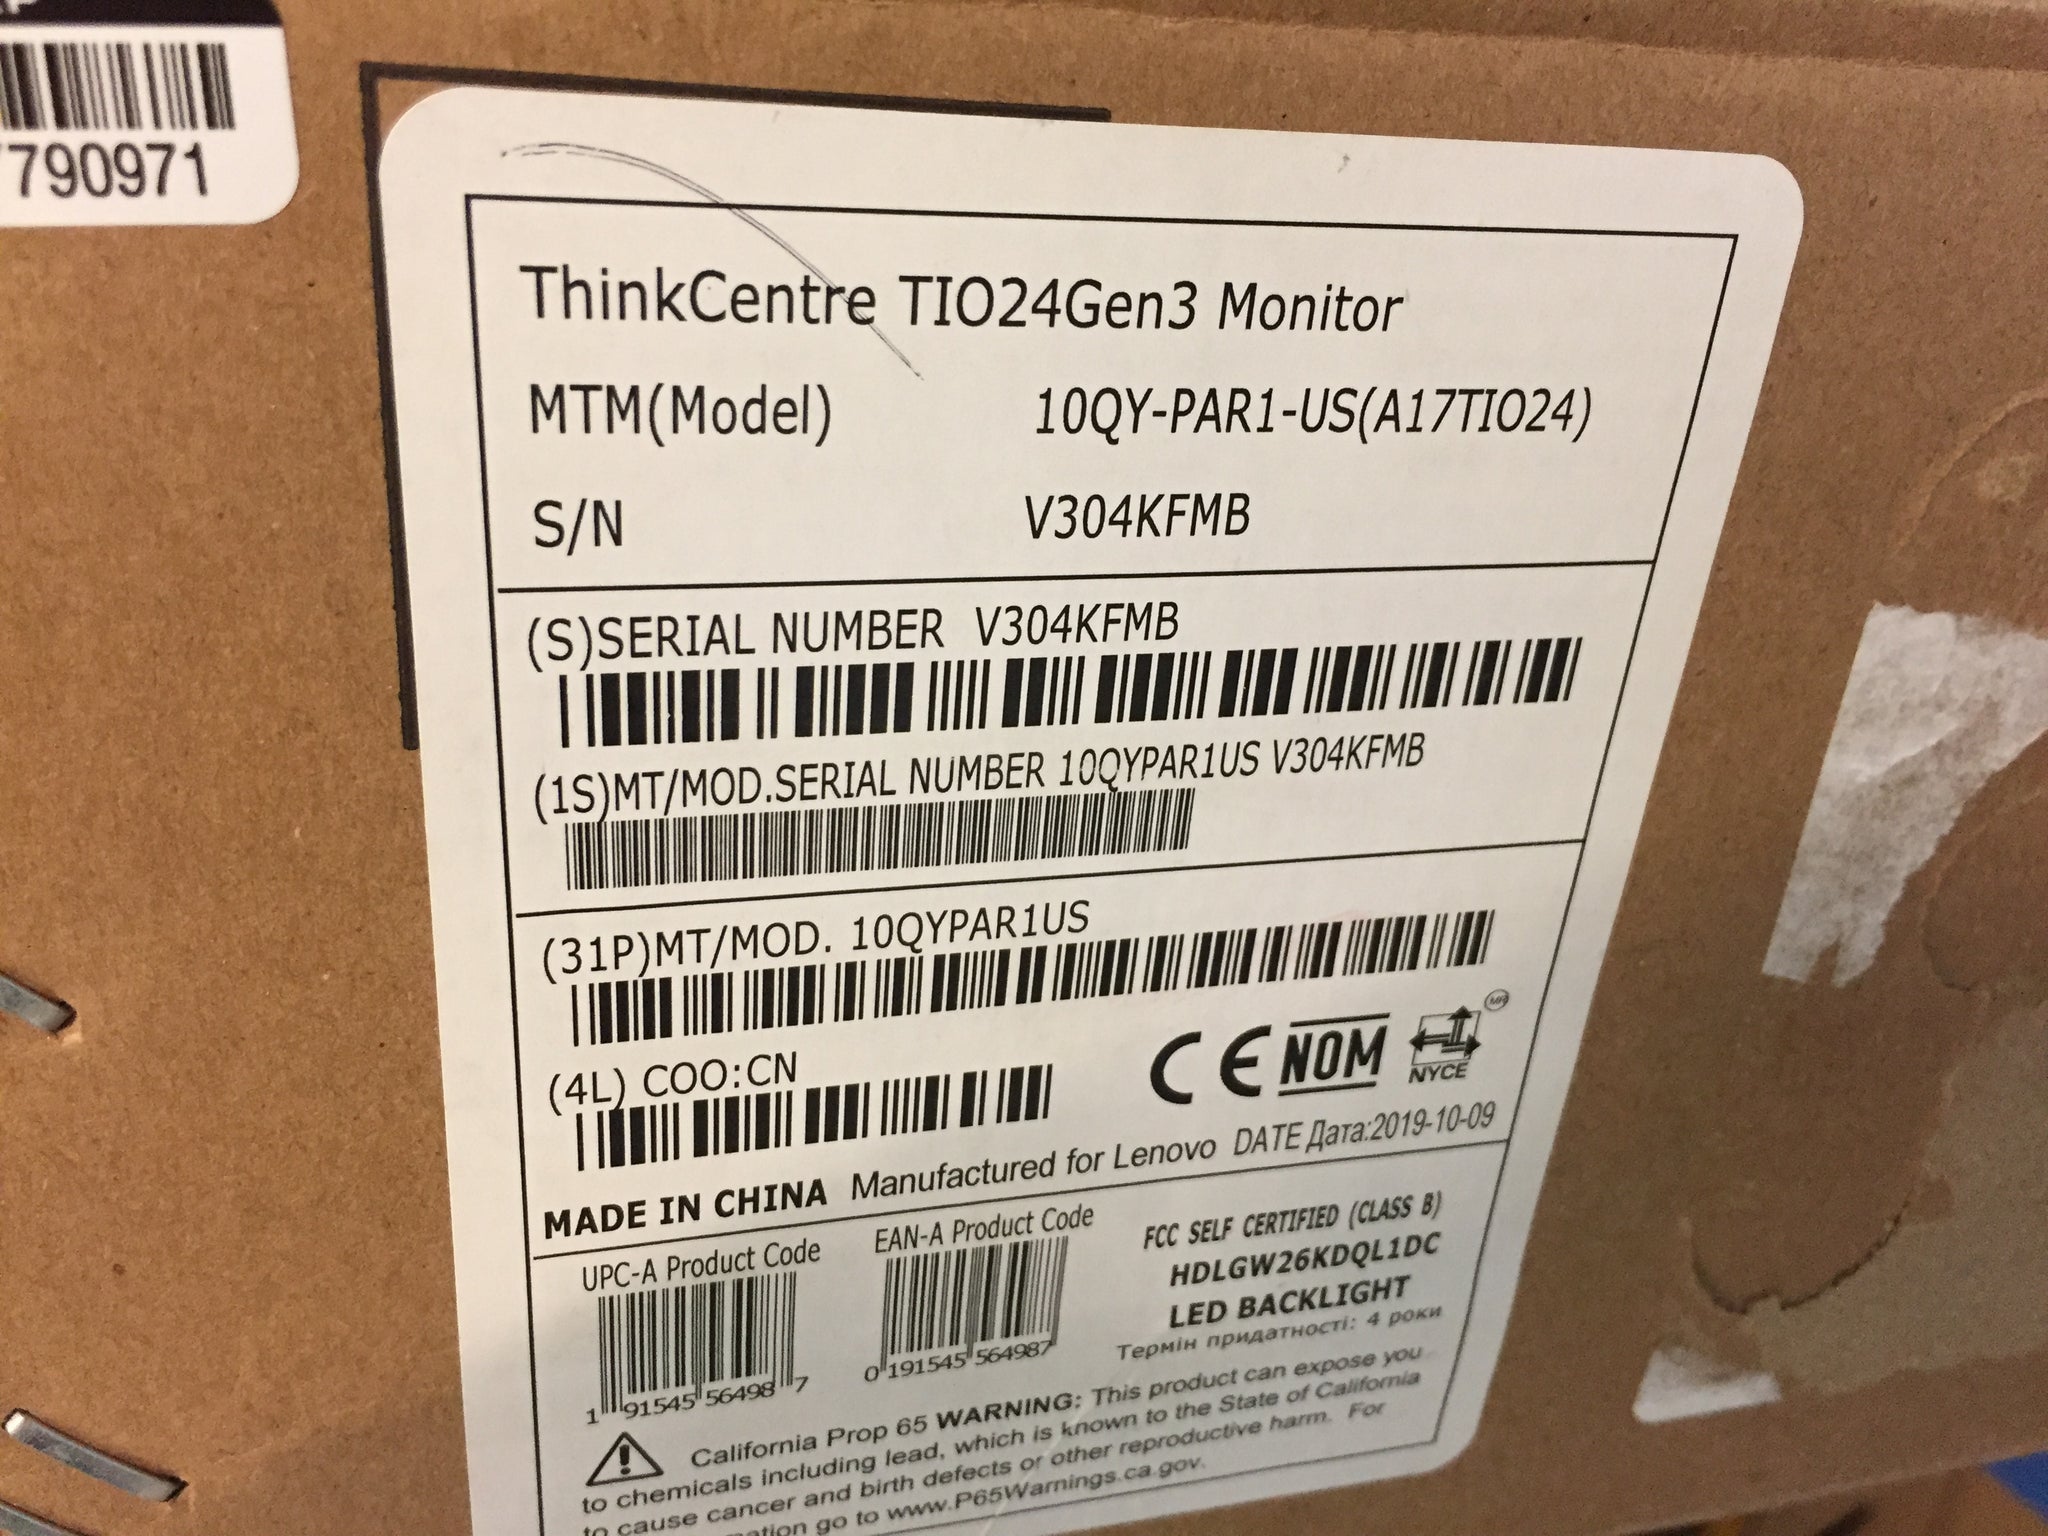 790971
ThinkCentre TIO24Gen3 Monitor
MTM(Model) 10QY-PAR1-US(A17TIO24)
S/N V304KFMB
(S)SERIAL NUMBER V304KFMB
(1S)MT/MOD.SERIAL NUMBER 10QYPAR1US V304KFMB
(31P)MT/MOD. 10QYPAR1US
(4L) COO:CN
CE NOM NYCE MR
MADE IN CHINA Manufactured for Lenovo DATE Дата:2019-10-09
UPC-A Product Code
1 91545 56498 7
EAN-A Product Code
0 191545 564987
FCC SELF CERTIFIED (CLASS B)
HDLGW26KDQL1DC
LED BACKLIGHT
Термін придатності: 4 роки
California Prop 65 WARNING: This product can expose you
to chemicals including lead, which is known to the State of California
to cause cancer and birth defects or other reproductive harm. For
go to www.P65Warnings.ca.gov.